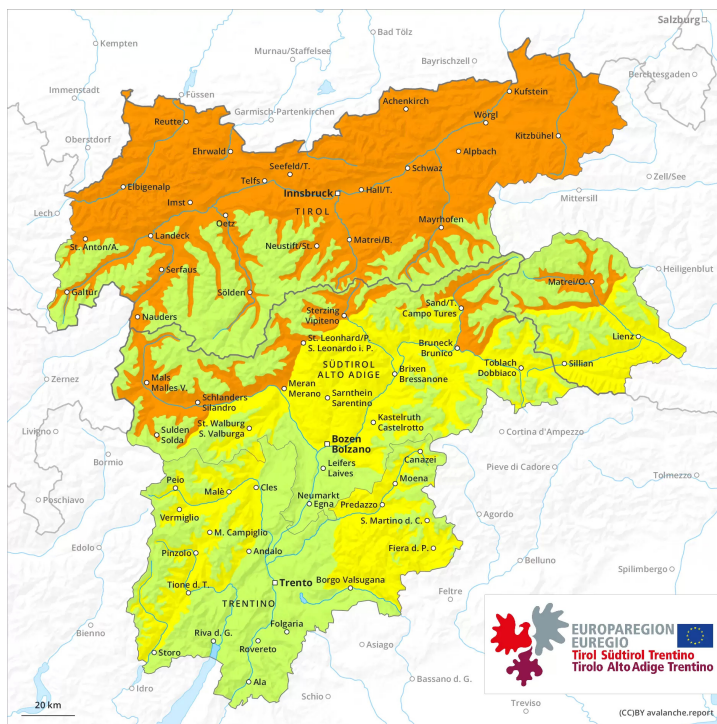 Salzburg
Kempten
Bad Tölz
Murnau/Staffelsee
Bayrischzell
Berchtesgaden
Immenstadt
Füssen
Achenkirch
Kufstein
Garmisch-Partenkirchen
Reutte
Wörgl
Oberstdorf
Ehrwald
Kitzbühel
Alpbach
Seefeld/T.
Schwaz
Zell/See
Telfs
Elbigenalp
Innsbruck
Hall/T.
Mittersill
Imst
Lech
TIROL
Oetz
Mayrhofen
St. Anton/A.
Landeck
Neustift/St.
Matrei/B.
Heiligenblut
Serfaus
Galtür
Sölden
Matrei/O.
Sand/T.
Campo Tures
Nauders
Sterzing
Vipiteno
Lienz
St. Leonhard/P.
S. Leonardo i. P.
Bruneck
Brunico
SÜDTIROL
ALTO ADIGE
Toblach
Dobbiaco
Sillian
Brixen
Bressanone
Mals
Malles V.
Zernez
Meran
Merano
Schlanders
Silandro
Sarnthein
Sarentino
St. Walburg
S. Valburga
Kastelruth
Castelrotto
Livigno
Sulden
Solda
Bozen
Bolzano
Cortina d'Ampezzo
Bormio
Canazei
Leifers
Laives
Pieve di Cadore
Tolmezzo
Peio
Malè
Cles
Moena
Poschiavo
Neumarkt
Egna
Predazzo
Vermiglio
Agordo
S. Martino d. C.
M. Campiglio
Edolo
Pinzolo
Andalo
Fiera d. P.
Belluno
Spilimbergo
Trento
Borgo Valsugana
Tione d. T.
Feltre
TRENTINO
Folgaria
Bienno
Riva d. G.
Rovereto
Asiago
Storo
Bassano d. G.
Idro
Ala
Schio
Treviso
EUROPAREGION
EUREGIO
Tirol Südtirol Trentino
Tirolo Alto Adige Trentino
20 km
(CC)BY avalanche.report